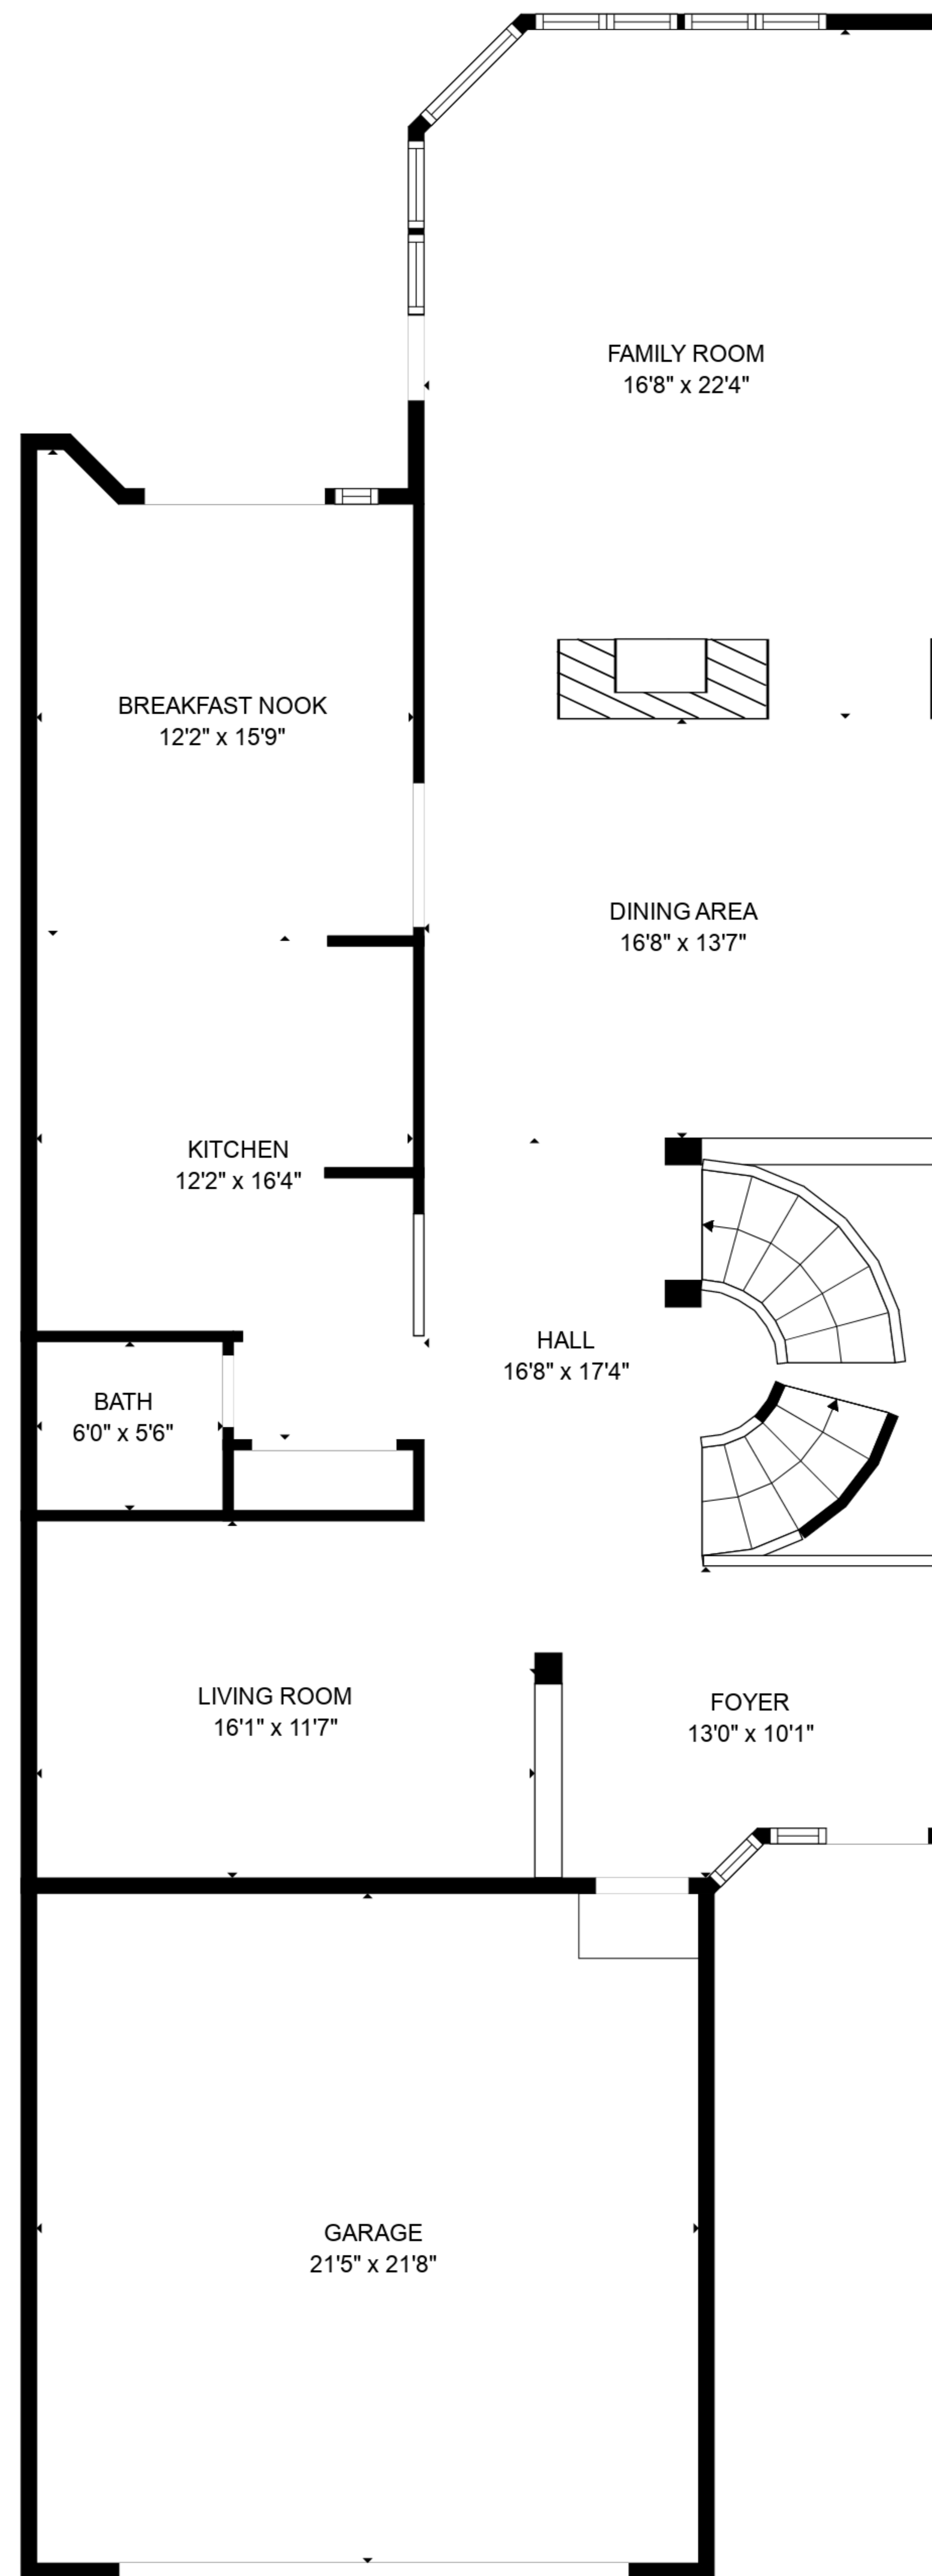 FAMILY ROOM
16'8" x 22'4"
BREAKFAST NOOK
12'2" x 15'9"
DINING AREA
16'8" x 13'7"
KITCHEN
12'2" x 16'4"
HALL
16'8" x 17'4"
BATH
6'0" x 5'6"
LIVING ROOM
16'1" x 11'7"
FOYER
13'0" x 10'1"
GARAGE
21'5" x 21'8"